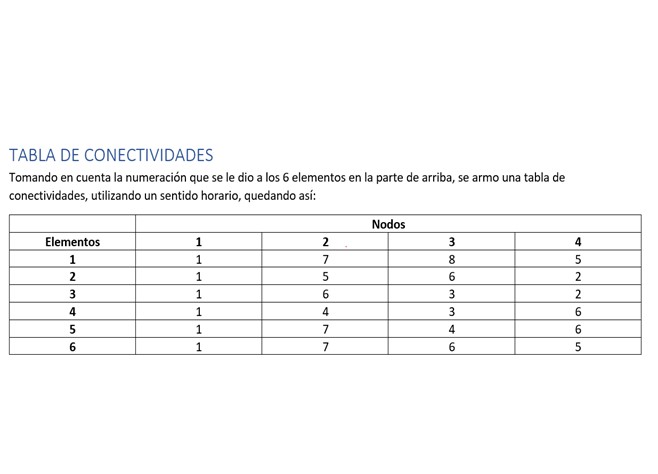 TABLA DE CONECTIVIDADES
Tomando en cuenta la numeración que se le dio a los 6 elementos en la parte de arriba, se armo una tabla de
conectividades, utilizando un sentido horario, quedando así:
Nodos
Elementos 1 2 3 4
1 1 7 8 5
2 1 5 6 2
3 1 6 3 2
4 1 4 3 6
5 1 7 4 6
6 1 7 6 5